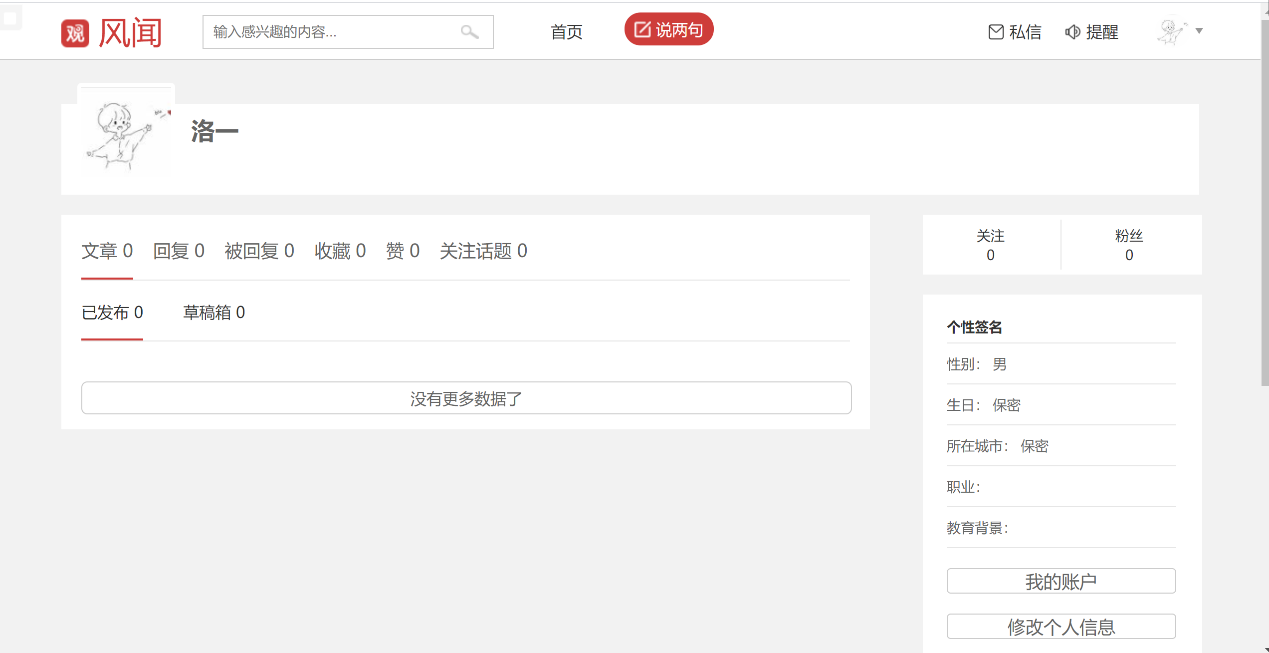 观 风闻 输入感兴趣的内容... 首页 说两句 私信 提醒
洛一
文章 0 回复 0 被回复 0 收藏 0 赞 0 关注话题 0
已发布 0 草稿箱 0
没有更多数据了
关注 粉丝
0 0
个性签名
性别： 男
生日： 保密
所在城市： 保密
职业：
教育背景：
我的账户
修改个人信息